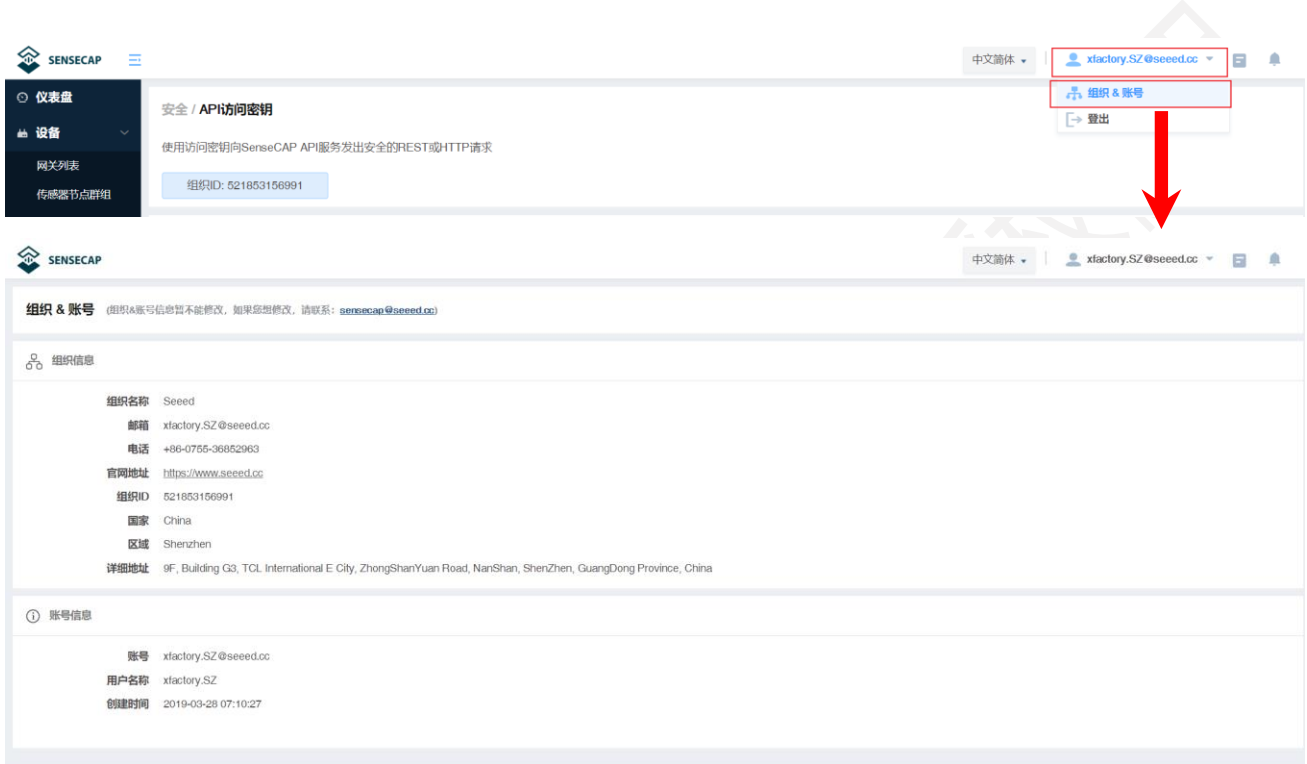 SENSECAP
中文简体
xfactory.SZ@seeed.cc
仪表盘
组织 & 账号
安全 / API访问密钥
登出
设备
使用访问密钥向SenseCAP API服务发出安全的REST或HTTP请求
网关列表
组织ID: 521853156991
传感器节点群组
SENSECAP
中文简体
xfactory.SZ@seeed.cc
组织 & 账号 (组织&账号信息暂不能修改，如果您想修改，请联系：sensecap@seeed.cc)
组织信息
组织名称 Seeed
邮箱 xfactory.SZ@seeed.cc
电话 +86-0755-36852963
官网地址 https://www.seeed.cc
组织ID 521853156991
国家 China
区域 Shenzhen
详细地址 9F, Building G3, TCL International E City, ZhongShanYuan Road, NanShan, ShenZhen, GuangDong Province, China
账号信息
账号 xfactory.SZ@seeed.cc
用户名称 xfactory.SZ
创建时间 2019-03-28 07:10:27